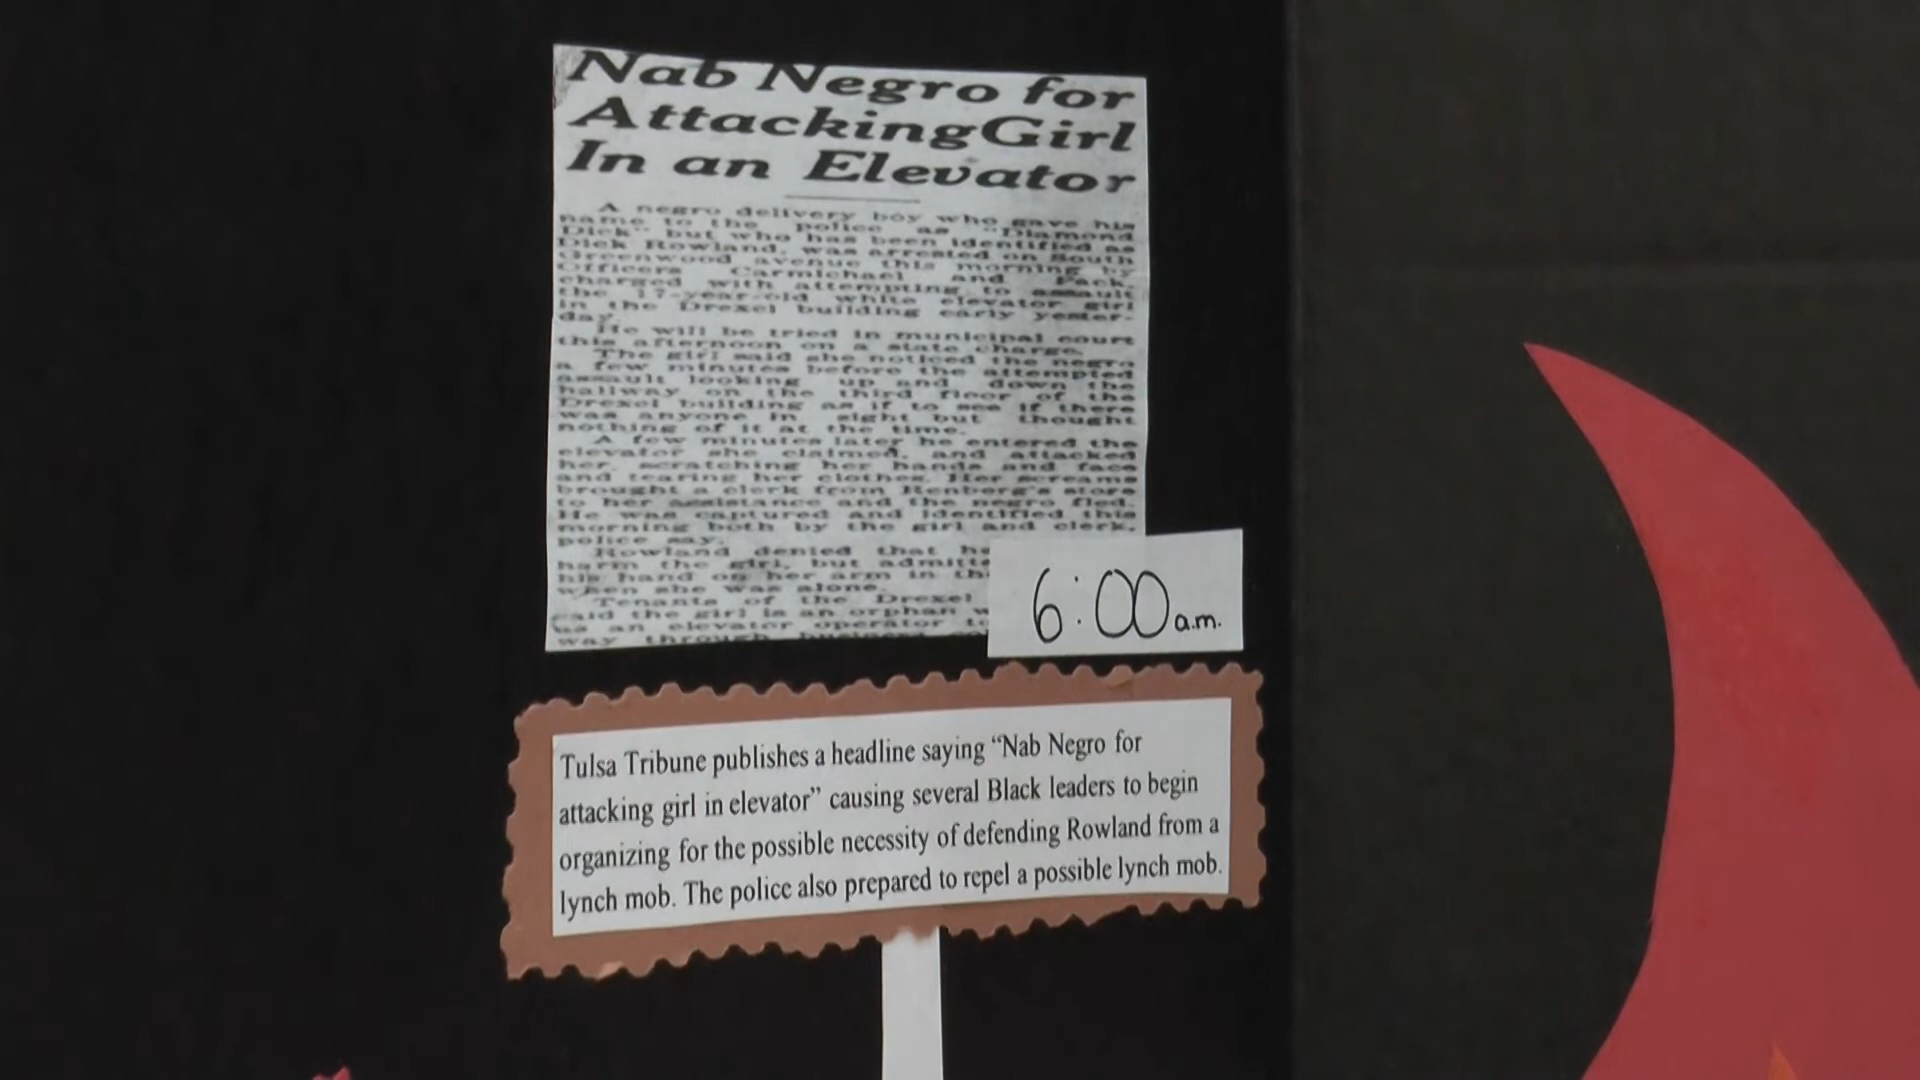 Nab Negro for
Attacking Girl
In an Elevator
A negro delivery boy who gave his
name to the police as "Diamond
Dick" but who has been identified as
Dick Rowland, was arrested on South
Greenwood avenue this morning by
Officers Carmichael and Pack,
charged with attempting to assault
the 17-year-old white elevator girl
in the Drexel building early yester-
day.
He will be tried in municipal court
this afternoon on a state charge.
The girl said she noticed the negro
a few minutes before the attempted
assault looking up and down the
hallway on the third floor of the
Drexel building as if to see if there
was anyone in sight but thought
nothing of it at the time.
A few minutes later he entered the
elevator she claimed, and attacked
her, scratching her hands and face
and tearing her clothes. Her screams
brought a clerk from Renberg's store
to her assistance and the negro fled.
He was captured and identified this
morning both by the girl and clerk,
police say.
Rowland denied that he
harm the girl, but admitte
his hand on her arm in th
when she was alone.
Tenants of the Drexel
said the girl is an orphan w
as an elevator operator to
way through business
6:00 a.m.
Tulsa Tribune publishes a headline saying “Nab Negro for
attacking girl in elevator” causing several Black leaders to begin
organizing for the possible necessity of defending Rowland from a
lynch mob. The police also prepared to repel a possible lynch mob.